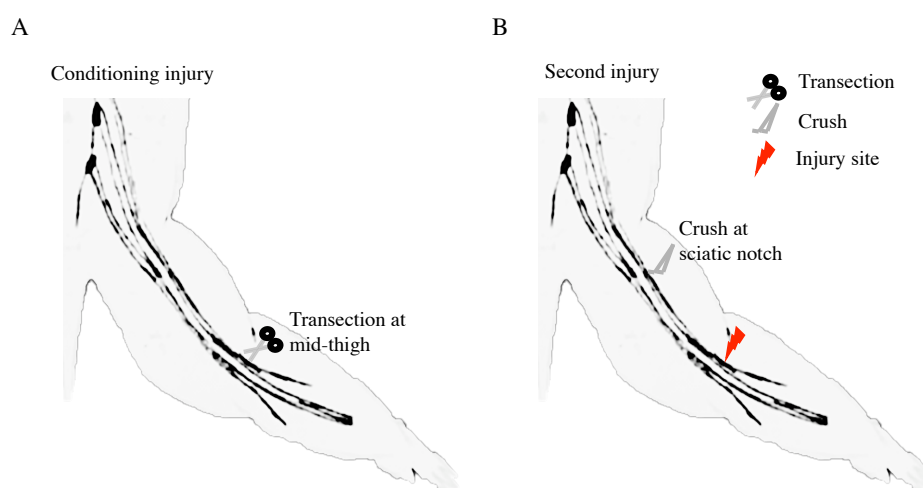 A
B
Conditioning injury
Second injury
Transection
Crush
Injury site
Crush at
sciatic notch
Transection at
mid-thigh